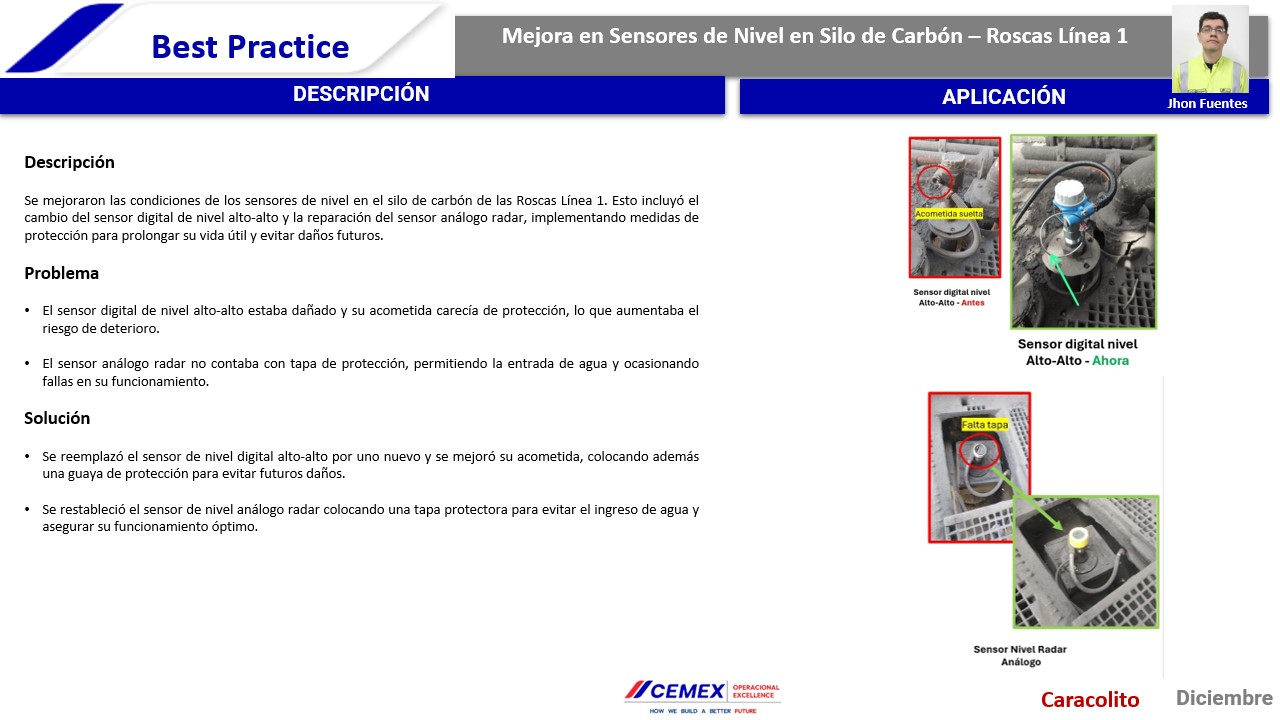 Best Practice
Mejora en Sensores de Nivel en Silo de Carbón – Roscas Línea 1
DESCRIPCIÓN
APLICACIÓN
Jhon Fuentes
Descripción
Se mejoraron las condiciones de los sensores de nivel en el silo de carbón de las Roscas Línea 1. Esto incluyó el
cambio del sensor digital de nivel alto-alto y la reparación del sensor análogo radar, implementando medidas de
protección para prolongar su vida útil y evitar daños futuros.
Problema
• El sensor digital de nivel alto-alto estaba dañado y su acometida carecía de protección, lo que aumentaba el
riesgo de deterioro.
• El sensor análogo radar no contaba con tapa de protección, permitiendo la entrada de agua y ocasionando
fallas en su funcionamiento.
Solución
• Se reemplazó el sensor de nivel digital alto-alto por uno nuevo y se mejoró su acometida, colocando además
una guaya de protección para evitar futuros daños.
• Se restableció el sensor de nivel análogo radar colocando una tapa protectora para evitar el ingreso de agua y
asegurar su funcionamiento óptimo.
Acometida suelta
Sensor digital nivel
Alto-Alto - Antes
Sensor digital nivel
Alto-Alto - Ahora
Falta tapa
Sensor Nivel Radar
Análogo
CEMEX
OPERACIONAL
EXCELLENCE
HOW WE BUILD A BETTER FUTURE
Caracolito
Diciembre